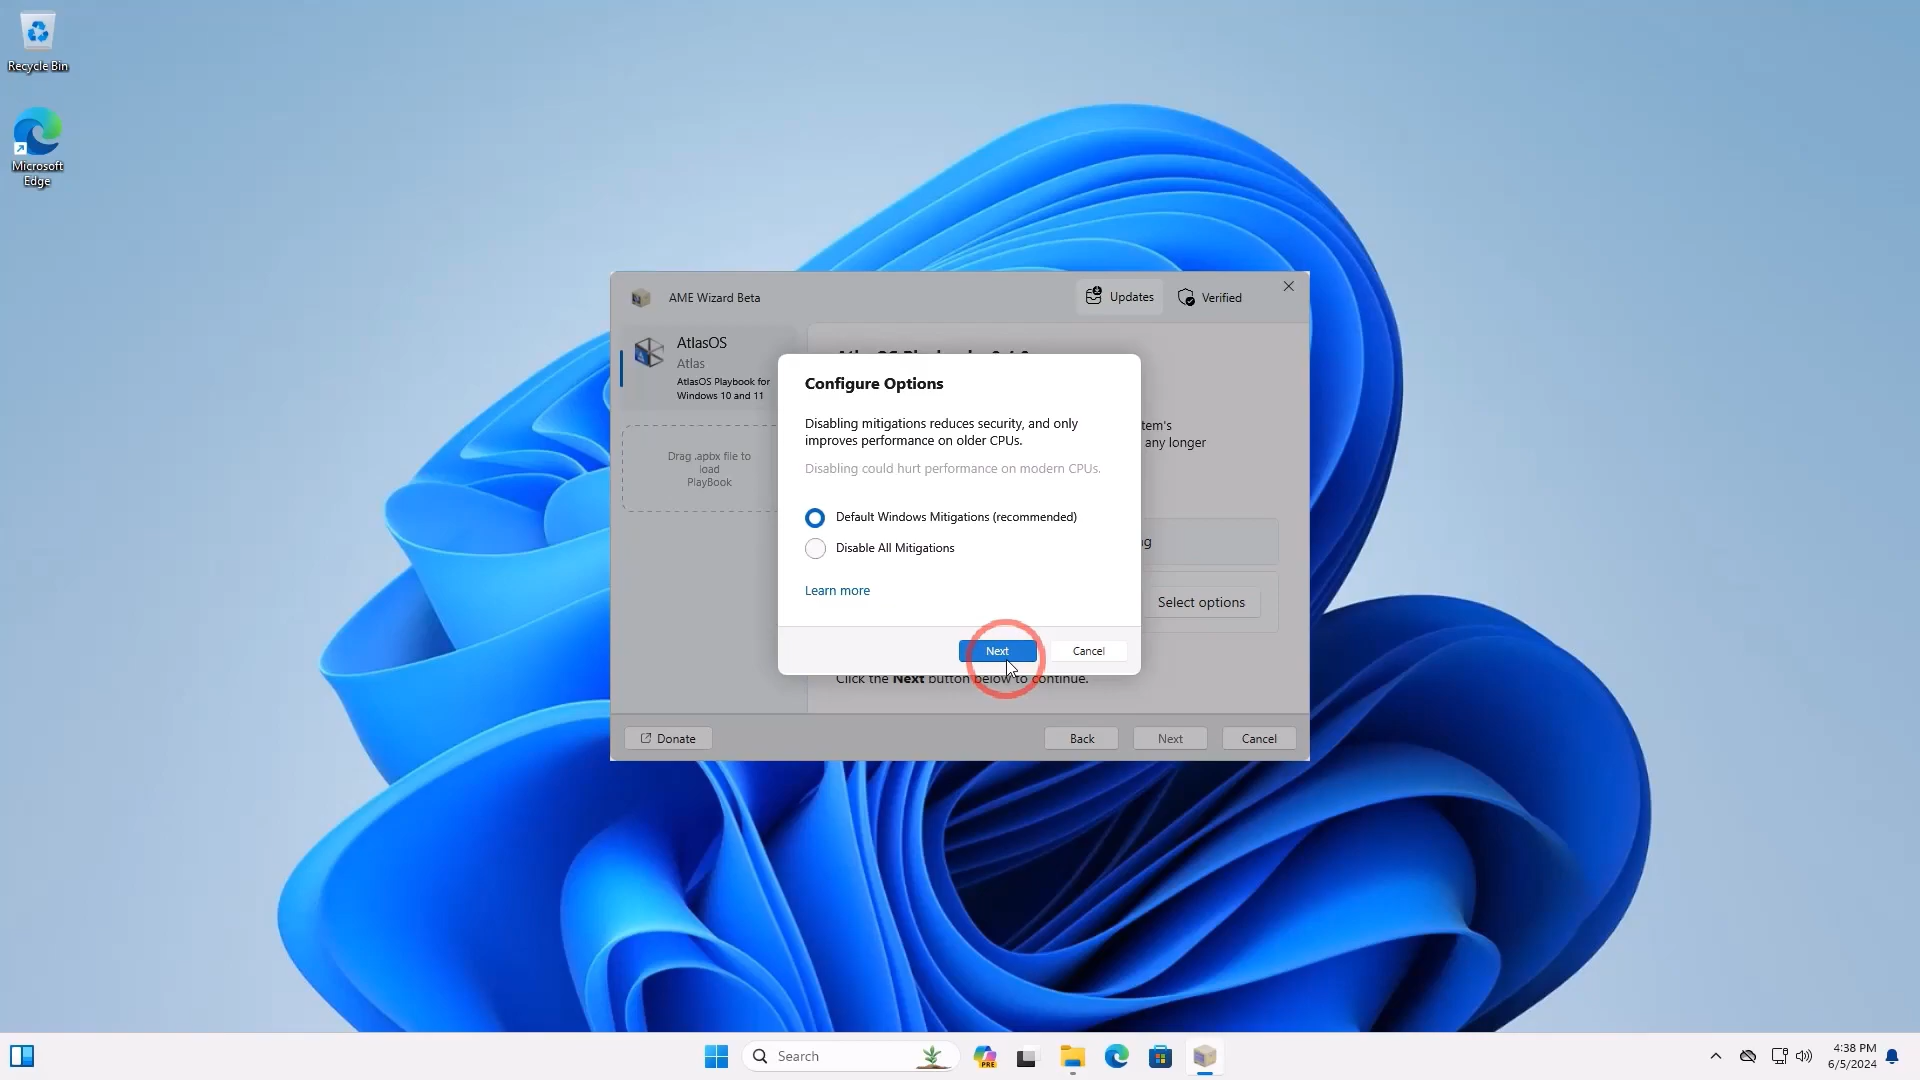 Recycle Bin
Microsoft
Edge
AME Wizard Beta
Updates
Verified
AtlasOS
Atlas
AtlasOS Playbook for
Windows 10 and 11
Drag .apbx file to
load
PlayBook
Configure Options
Disabling mitigations reduces security, and only
improves performance on older CPUs.
Disabling could hurt performance on modern CPUs.
Default Windows Mitigations (recommended)
Disable All Mitigations
Learn more
Next
Cancel
tem's
any longer
Select options
Click the Next button below to continue.
Donate
Back
Next
Cancel
Search
PRE
4:38 PM
6/5/2024